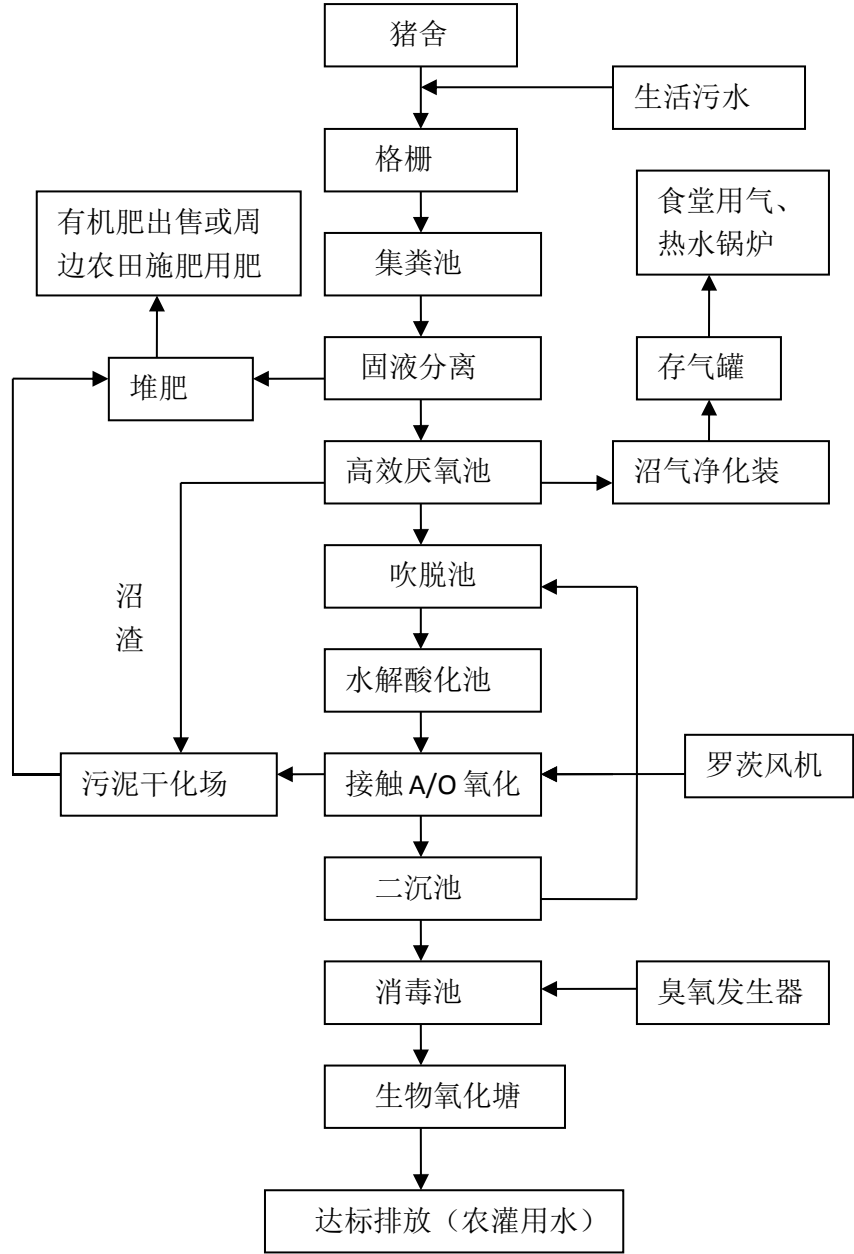 猪舍
生活污水
格栅
有机肥出售或周
边农田施肥用肥
食堂用气、
热水锅炉
集粪池
固液分离
存气罐
堆肥
高效厌氧池
沼气净化装
吹脱池
沼
渣
水解酸化池
罗茨风机
污泥干化场
接触 A/O 氧化
二沉池
消毒池
臭氧发生器
生物氧化塘
达标排放（农灌用水）